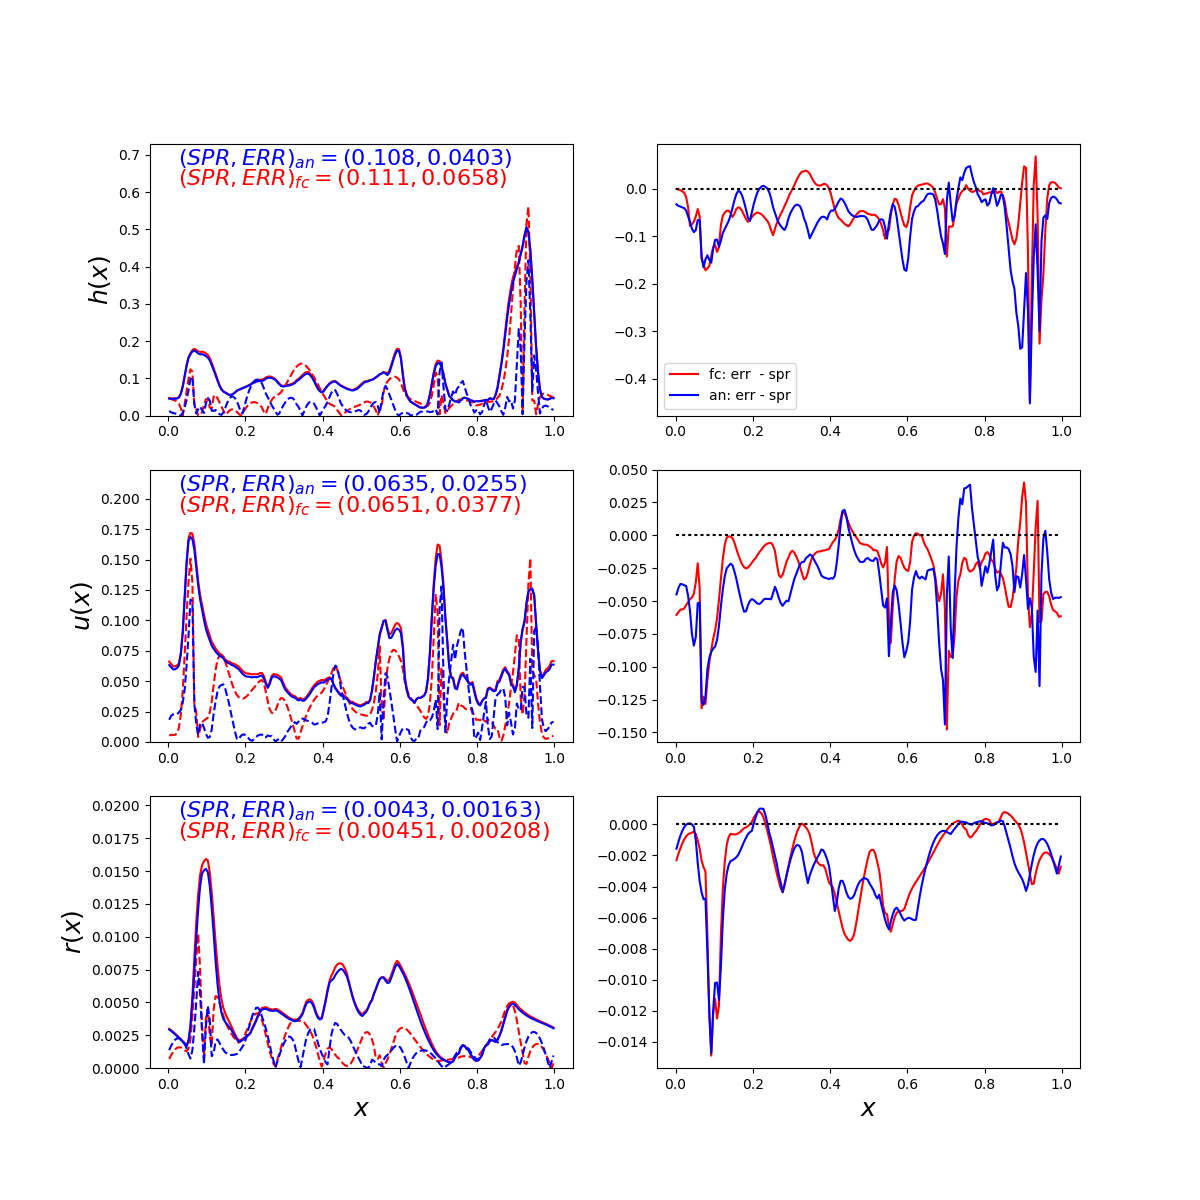 (SPR, ERR)an = (0.108, 0.0403)
(SPR, ERR)fc = (0.111, 0.0658)
h(x)
0.7
0.6
0.5
0.4
0.3
0.2
0.1
0.0
0.0 0.2 0.4 0.6 0.8 1.0
0.0
−0.1
−0.2
−0.3
−0.4
fc: err - spr
an: err - spr
0.0 0.2 0.4 0.6 0.8 1.0
(SPR, ERR)an = (0.0635, 0.0255)
(SPR, ERR)fc = (0.0651, 0.0377)
u(x)
0.200
0.175
0.150
0.125
0.100
0.075
0.050
0.025
0.000
0.0 0.2 0.4 0.6 0.8 1.0
0.050
0.025
0.000
−0.025
−0.050
−0.075
−0.100
−0.125
−0.150
0.0 0.2 0.4 0.6 0.8 1.0
(SPR, ERR)an = (0.0043, 0.00163)
(SPR, ERR)fc = (0.00451, 0.00208)
r(x)
0.0200
0.0175
0.0150
0.0125
0.0100
0.0075
0.0050
0.0025
0.0000
0.0 0.2 0.4 0.6 0.8 1.0
x
0.000
−0.002
−0.004
−0.006
−0.008
−0.010
−0.012
−0.014
0.0 0.2 0.4 0.6 0.8 1.0
x